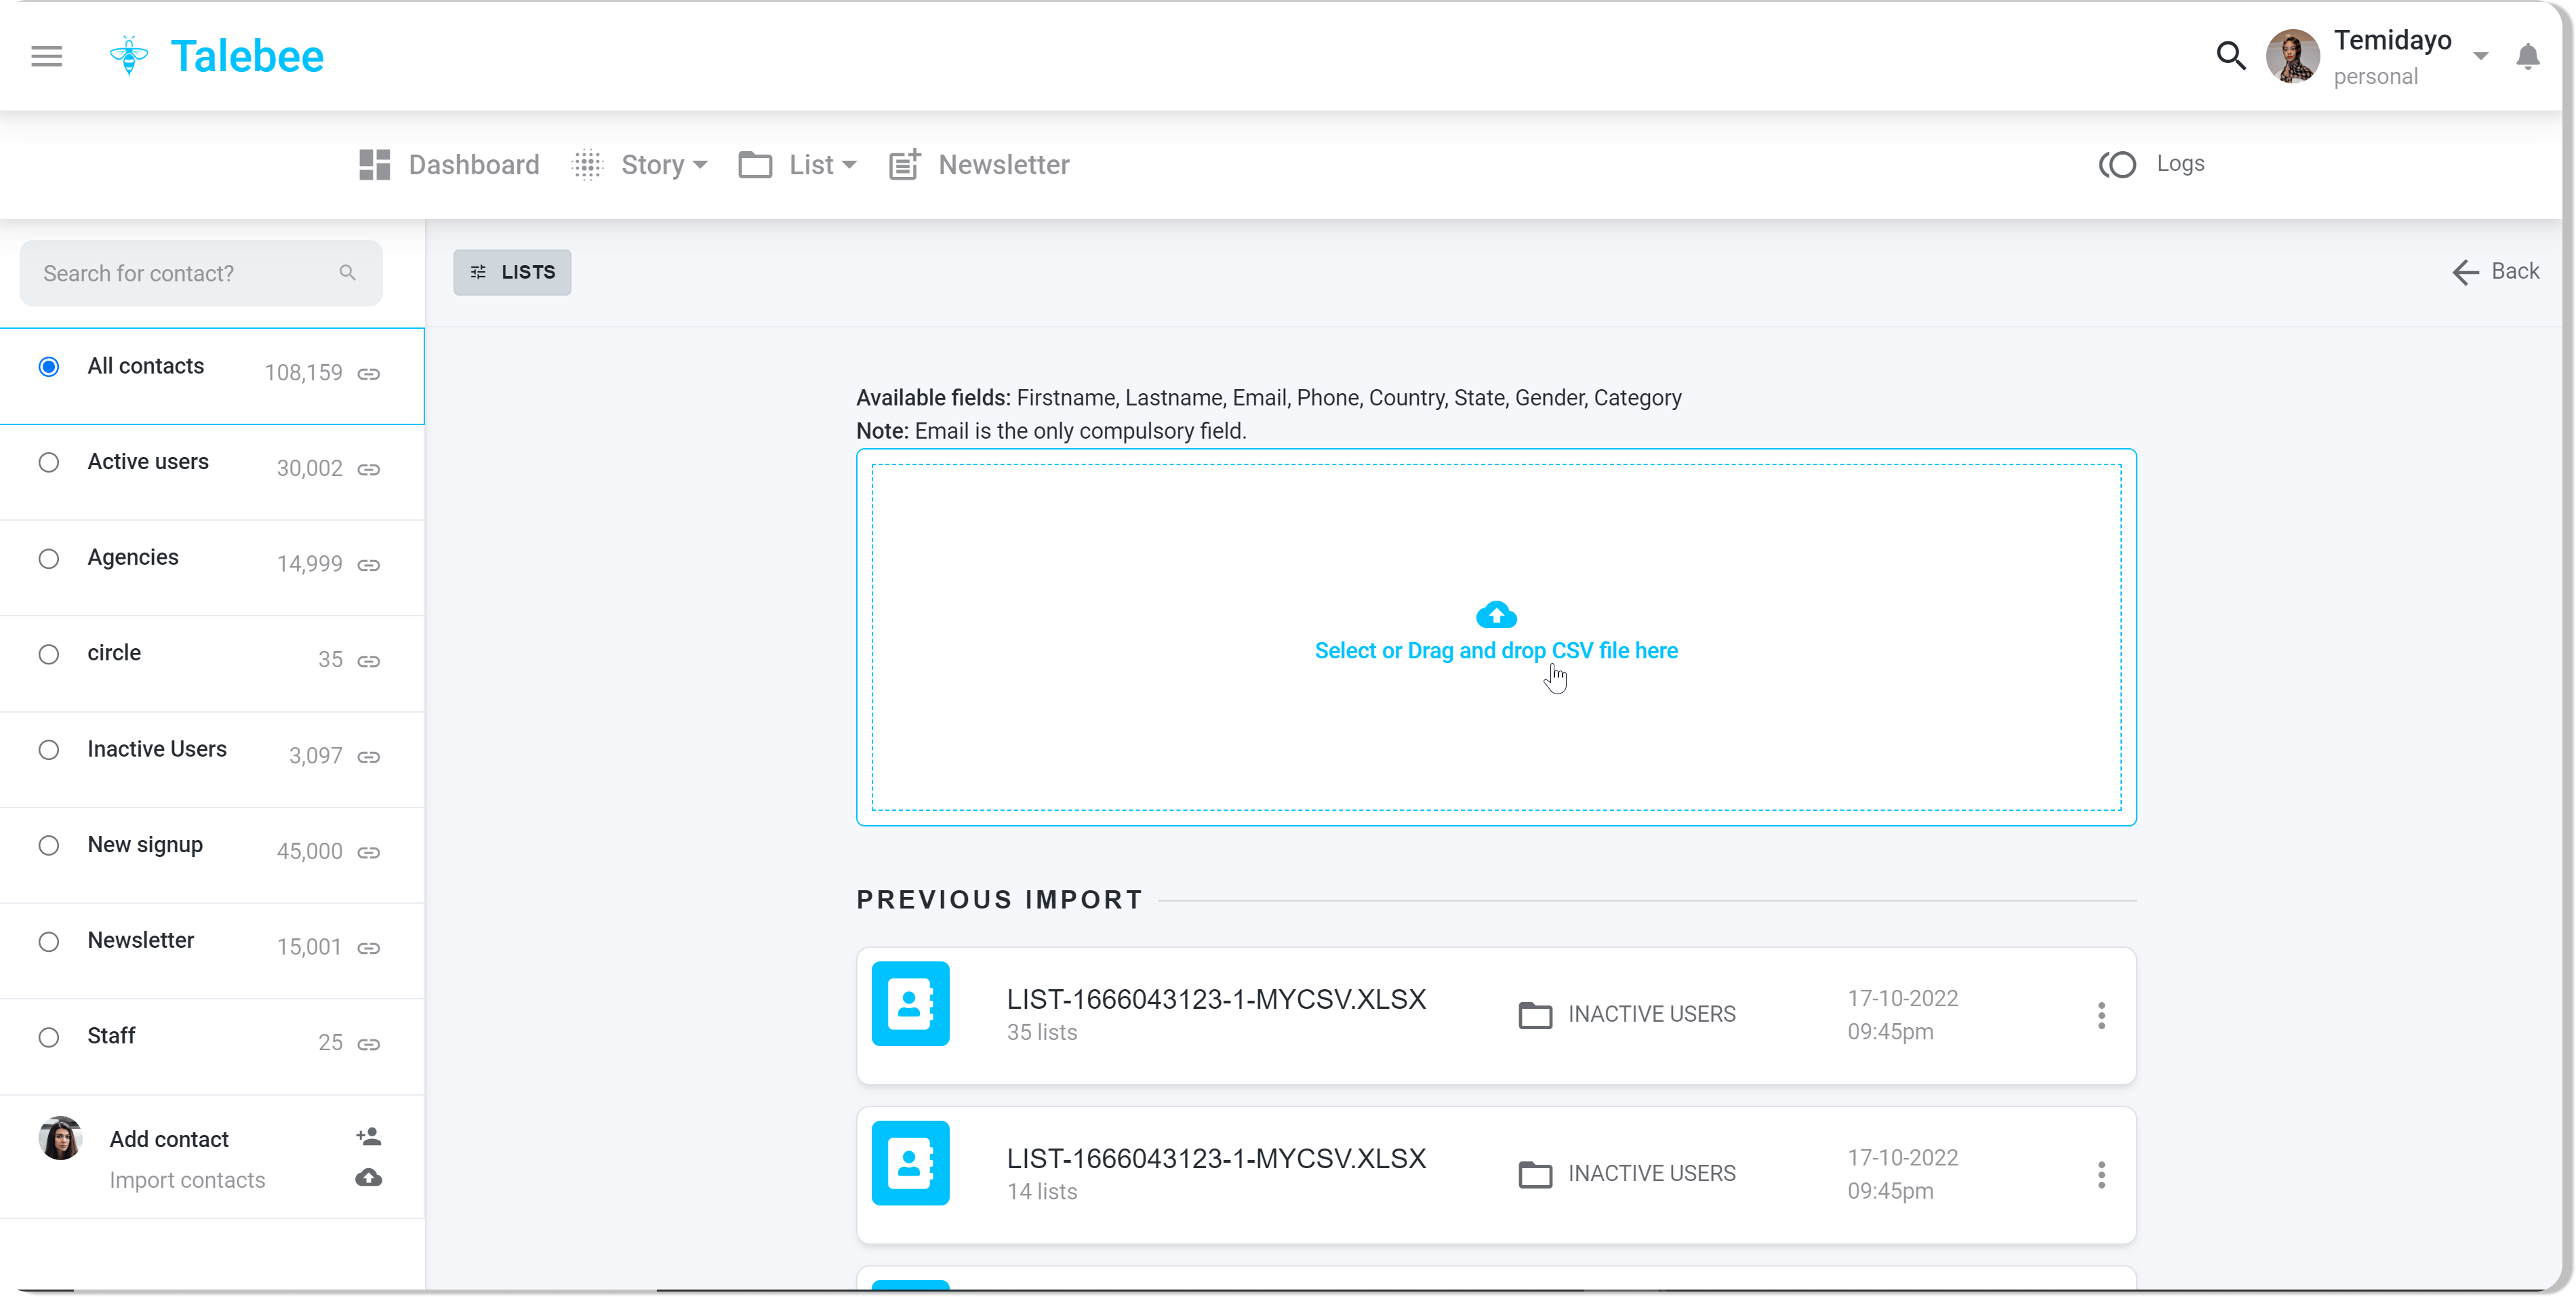 Talebee
Temidayo
personal
Dashboard
Story
List
Newsletter
Logs
Search for contact?
LISTS
Back
All contacts 108,159
Active users 30,002
Agencies 14,999
circle 35
Inactive Users 3,097
New signup 45,000
Newsletter 15,001
Staff 25
Add contact
Import contacts
Available fields: Firstname, Lastname, Email, Phone, Country, State, Gender, Category
Note: Email is the only compulsory field.
Select or Drag and drop CSV file here
PREVIOUS IMPORT
LIST-1666043123-1-MYCSV.XLSX
35 lists
INACTIVE USERS
17-10-2022
09:45pm
LIST-1666043123-1-MYCSV.XLSX
14 lists
INACTIVE USERS
17-10-2022
09:45pm